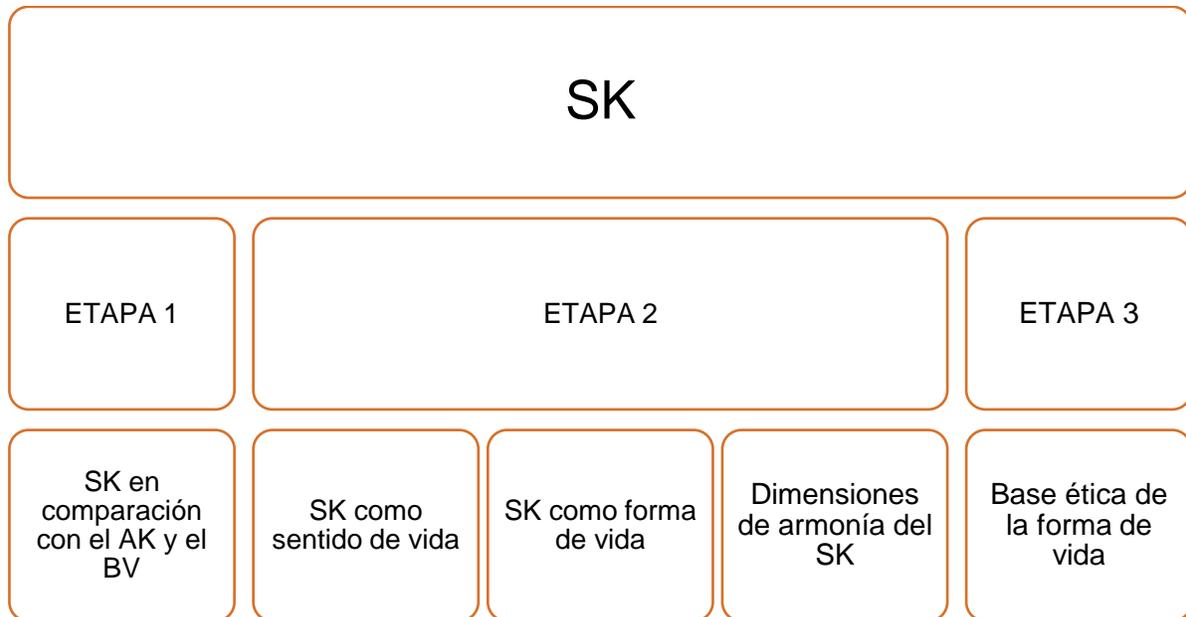 SK
ETAPA 1
ETAPA 2
ETAPA 3
SK en
comparación
con el AK y el
BV
SK como
sentido de vida
SK como forma
de vida
Dimensiones
de armonía del
SK
Base ética de
la forma de
vida